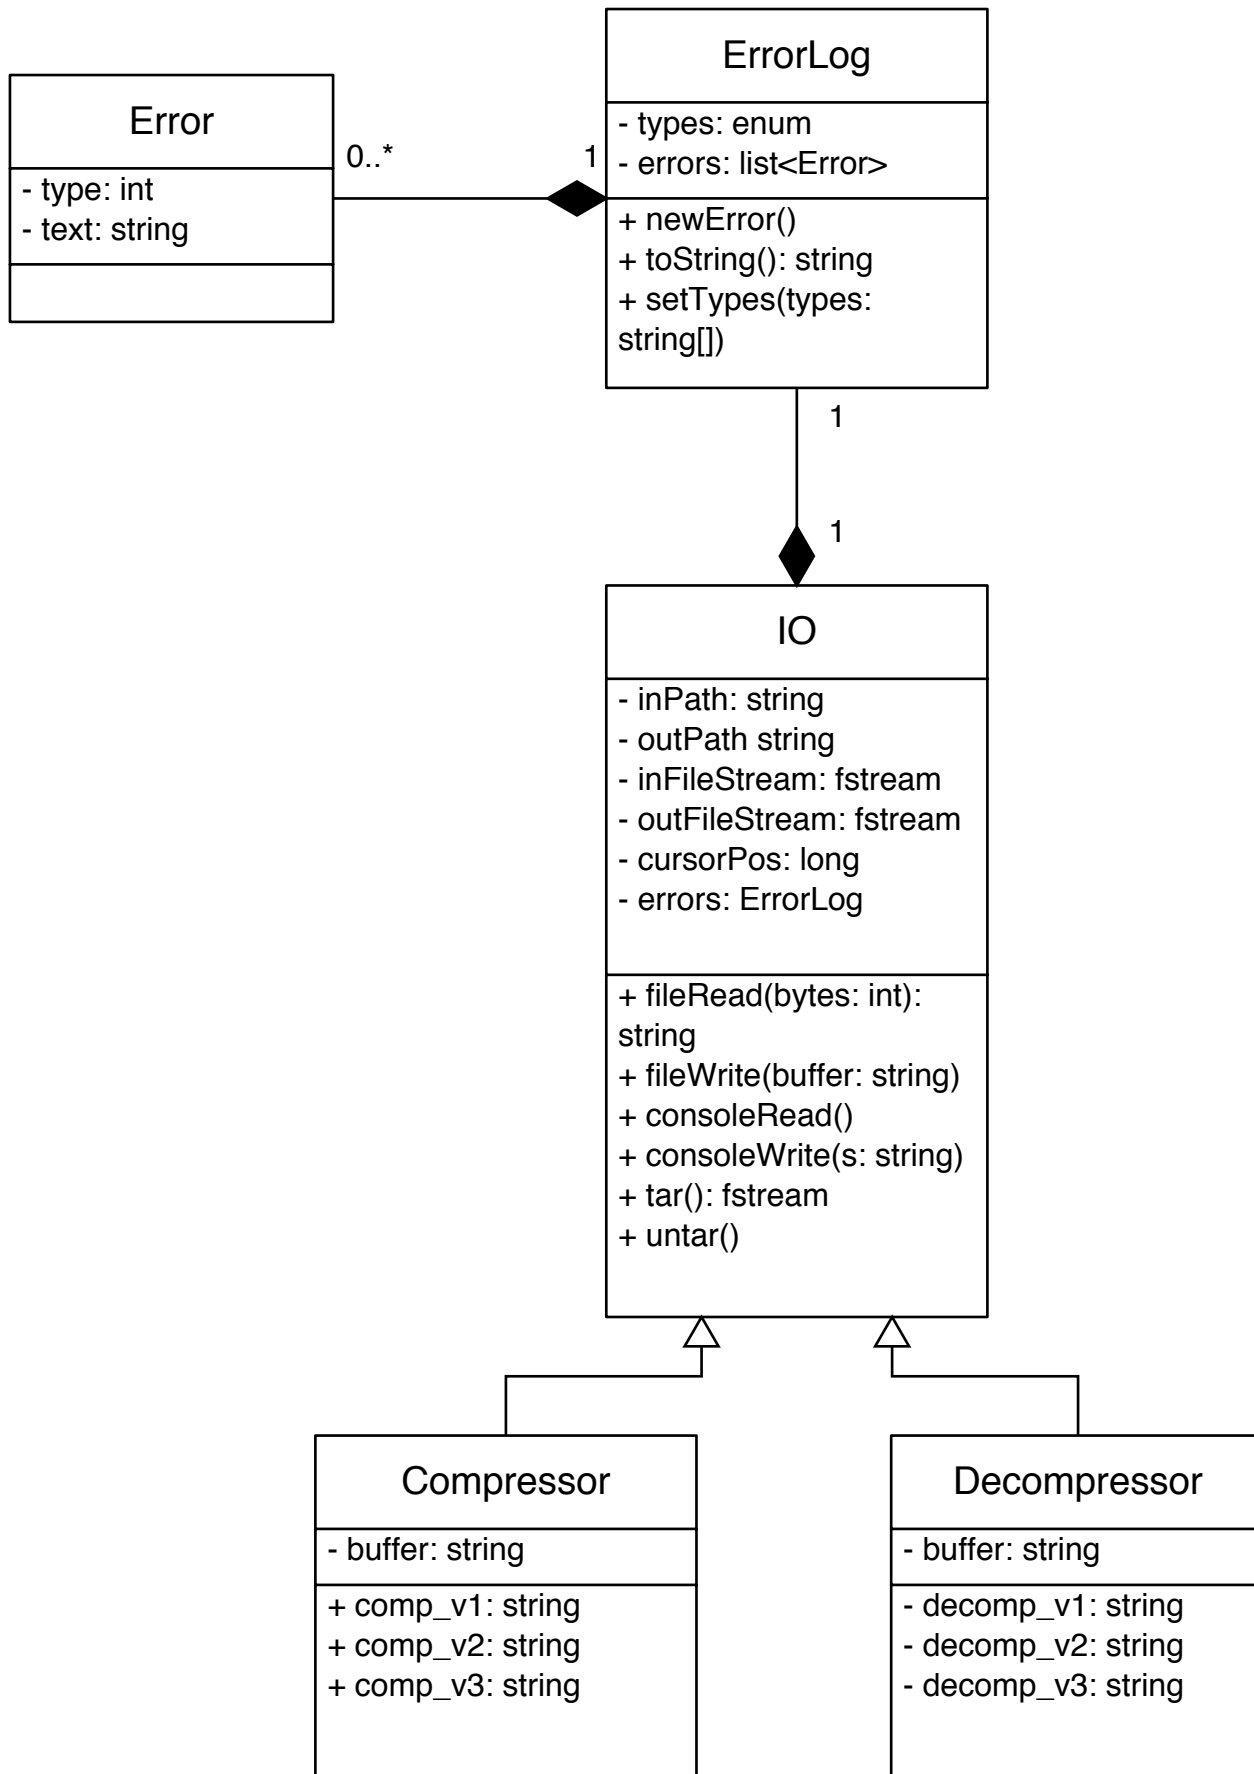 ErrorLog
- types: enum
- errors: list<Error>
+ newError()
+ toString(): string
+ setTypes(types:
string[])
Error
- type: int
- text: string
0..*
1
1
1
IO
- inPath: string
- outPath string
- inFileStream: fstream
- outFileStream: fstream
- cursorPos: long
- errors: ErrorLog
+ fileRead(bytes: int):
string
+ fileWrite(buffer: string)
+ consoleRead()
+ consoleWrite(s: string)
+ tar(): fstream
+ untar()
Compressor
- buffer: string
+ comp_v1: string
+ comp_v2: string
+ comp_v3: string
Decompressor
- buffer: string
- decomp_v1: string
- decomp_v2: string
- decomp_v3: string